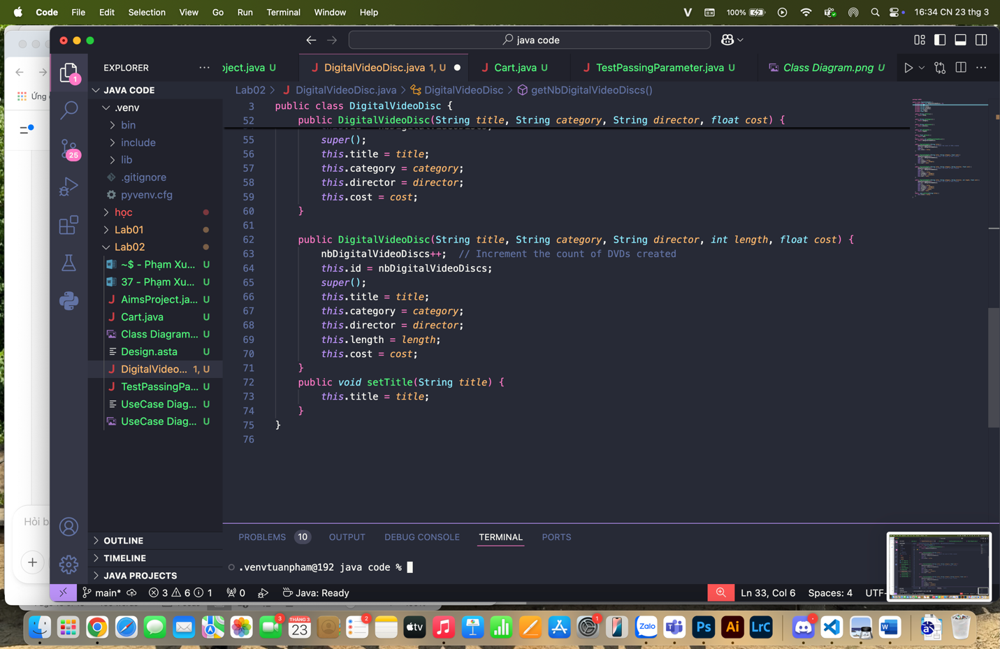 Code File Edit Selection View Go Run Terminal Window Help
100% 16:34 CN 23 thg 3
java code
EXPLORER
ject.java U
DigitalVideoDisc.java 1, U
Cart.java U
TestPassingParameter.java U
Class Diagram.png U
Lab02 > DigitalVideoDisc.java > DigitalVideoDisc > getNbDigitalVideoDiscs()
Ứng
Hỏi b
JAVA CODE
.venv
bin
include
lib
.gitignore
pyvenv.cfg
học
Lab01
Lab02
~$ - Phạm Xu... U
37 - Phạm Xu... U
AimsProject.ja... U
Cart.java U
Class Diagram... U
Design.asta U
DigitalVideo... 1, U
TestPassingPa... U
UseCase Diag... U
UseCase Diag... U
OUTLINE
TIMELINE
JAVA PROJECTS
1
25
3 public class DigitalVideoDisc {
52 public DigitalVideoDisc(String title, String category, String director, float cost) {
55 super();
56 this.title = title;
57 this.category = category;
58 this.director = director;
59 this.cost = cost;
60 }
61
62 public DigitalVideoDisc(String title, String category, String director, int length, float cost) {
63 nbDigitalVideoDiscs++; // Increment the count of DVDs created
64 this.id = nbDigitalVideoDiscs;
65 super();
66 this.title = title;
67 this.category = category;
68 this.director = director;
69 this.length = length;
70 this.cost = cost;
71 }
72 public void setTitle(String title) {
73 this.title = title;
74 }
75 }
76
PROBLEMS 10 OUTPUT DEBUG CONSOLE TERMINAL PORTS
.venvtuanpham@192 java code %
main* 3 6 1 0 Java: Ready
Ln 33, Col 6 Spaces: 4 UTF-
3
THÁNG 3
23
2
tv
1
Zalo
Ps
Ai
LrC
W